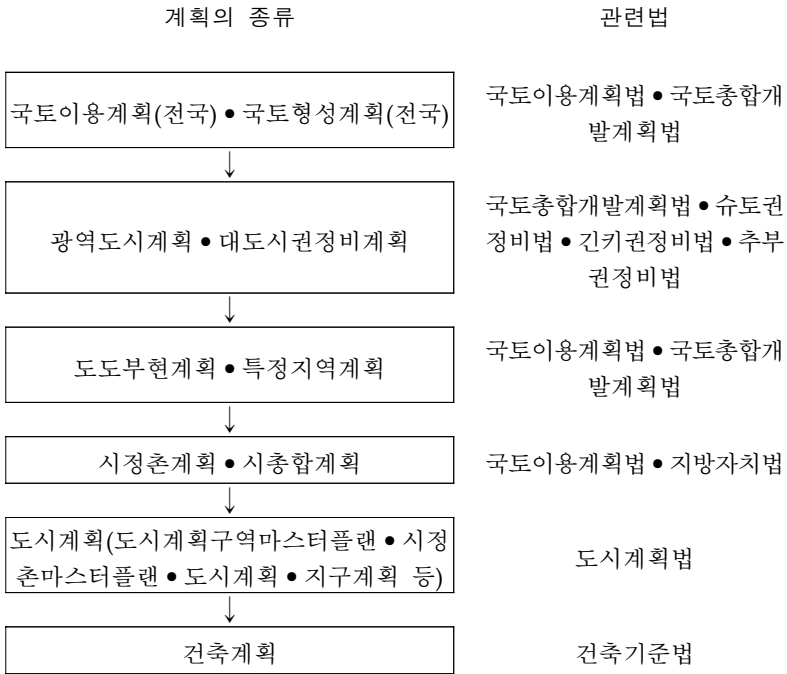 계획의 종류
관련법
국토이용계획(전국) ● 국토형성계획(전국)
국토이용계획법 ● 국토총합개
발계획법
↓
광역도시계획 ● 대도시권정비계획
국토총합개발계획법 ● 슈토권
정비법 ● 긴키권정비법 ● 추부
권정비법
↓
도도부현계획 ● 특정지역계획
국토이용계획법 ● 국토총합개
발계획법
↓
시정촌계획 ● 시총합계획
국토이용계획법 ● 지방자치법
↓
도시계획(도시계획구역마스터플랜 ● 시정
촌마스터플랜 ● 도시계획 ● 지구계획 등)
도시계획법
↓
건축계획
건축기준법